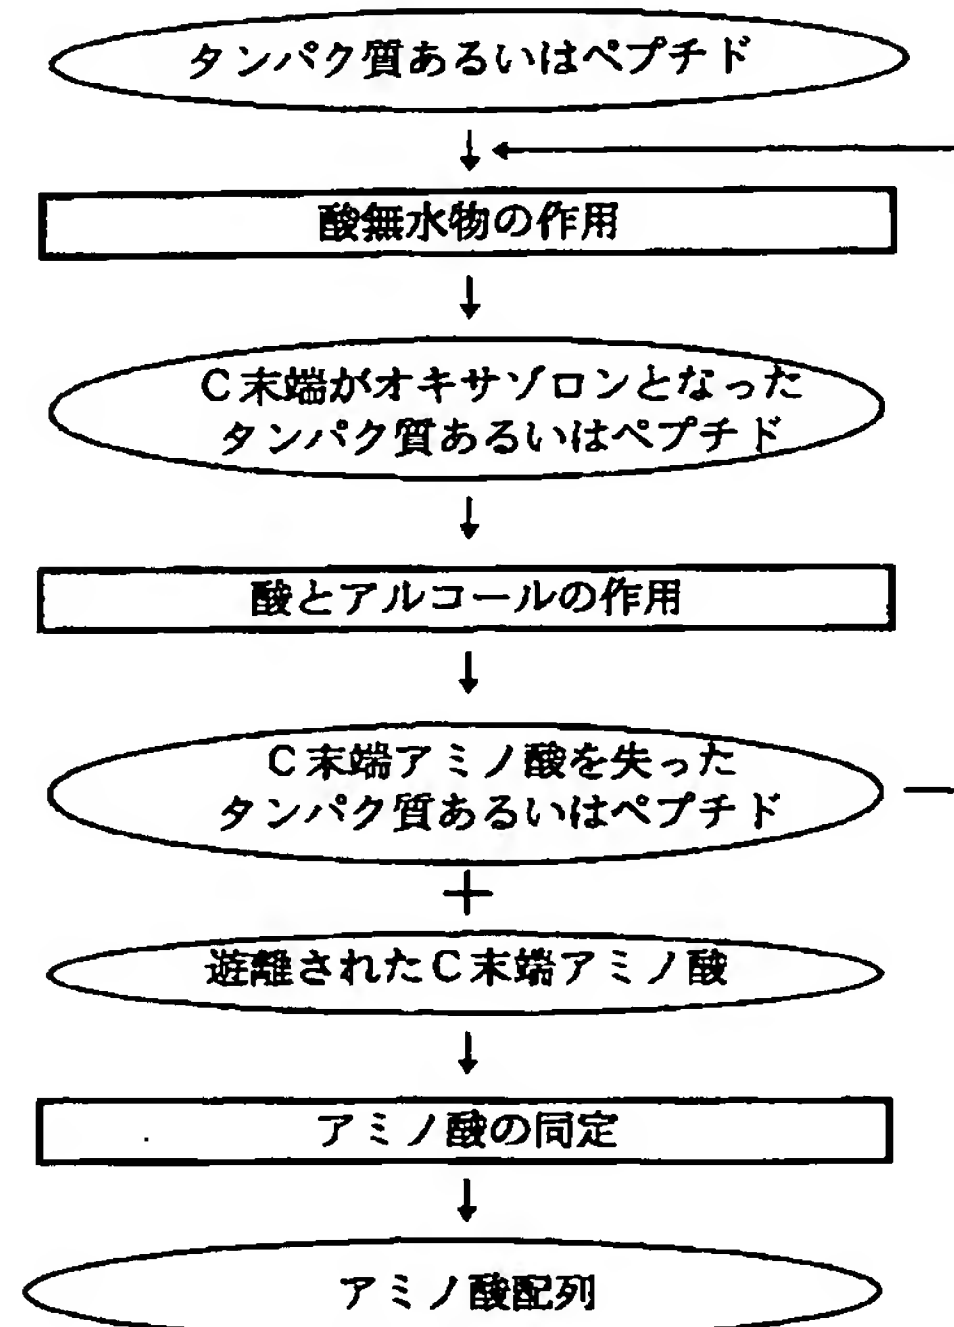 タンパク質あるいはペプチド
酸無水物の作用
C末端がオキサゾロンとなった
タンパク質あるいはペプチド
酸とアルコールの作用
C末端アミノ酸を失った
タンパク質あるいはペプチド
+
遊離されたC末端アミノ酸
アミノ酸の同定
アミノ酸配列